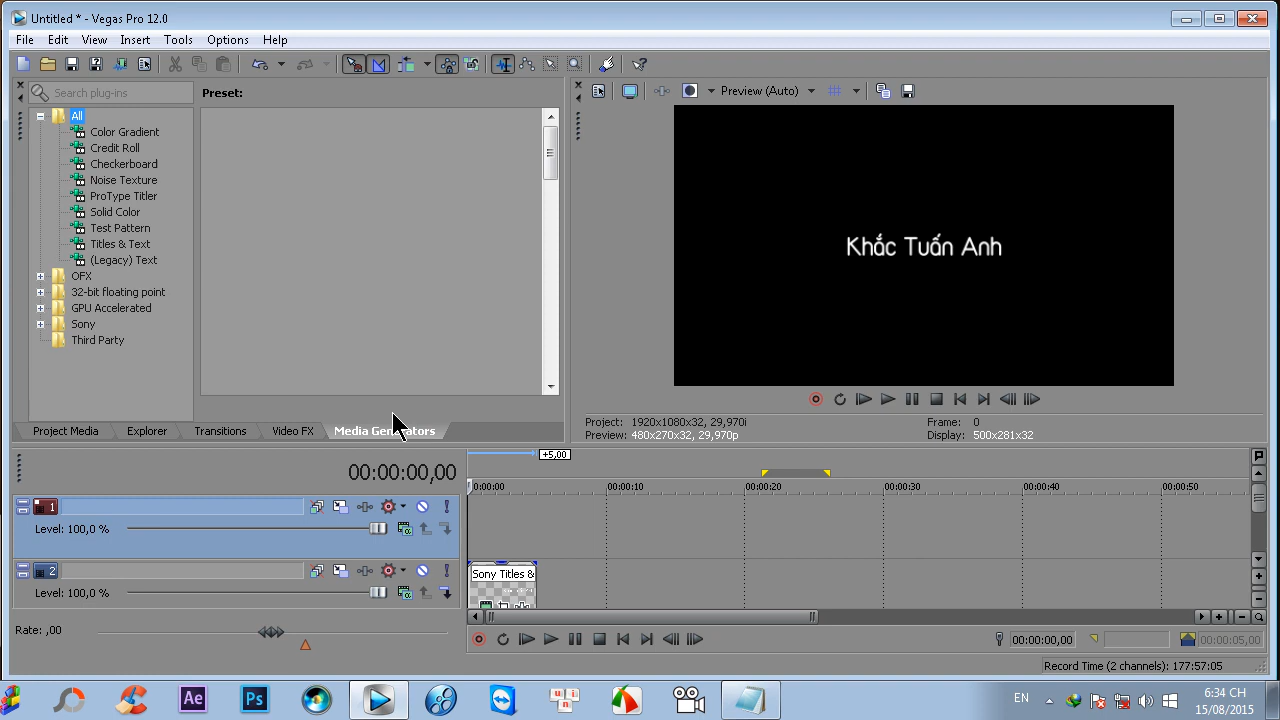 Untitled * - Vegas Pro 12.0
File Edit View Insert Tools Options Help
Search plug-ins
Preset:
Preview (Auto)
All
Color Gradient
Credit Roll
Checkerboard
Noise Texture
ProType Titler
Solid Color
Test Pattern
Titles & Text
(Legacy) Text
OFX
32-bit floating point
GPU Accelerated
Sony
Third Party
Khắc Tuấn Anh
Project Media Explorer Transitions Video FX Media Generators
Project: 1920x1080x32, 29,970i
Frame: 0
Preview: 480x270x32, 29,970p
Display: 500x281x32
00:00:00,00
+5,00
0:00:00 00:00:10 00:00:20 00:00:30 00:00:40 00:00:50
1
Level: 100,0 %
2
Level: 100,0 %
Sony Titles &
Rate: ,00
00:00:00,00
00:00:05,00
Record Time (2 channels): 177:57:05
Ae
Ps
EN
6:34 CH
15/08/2015